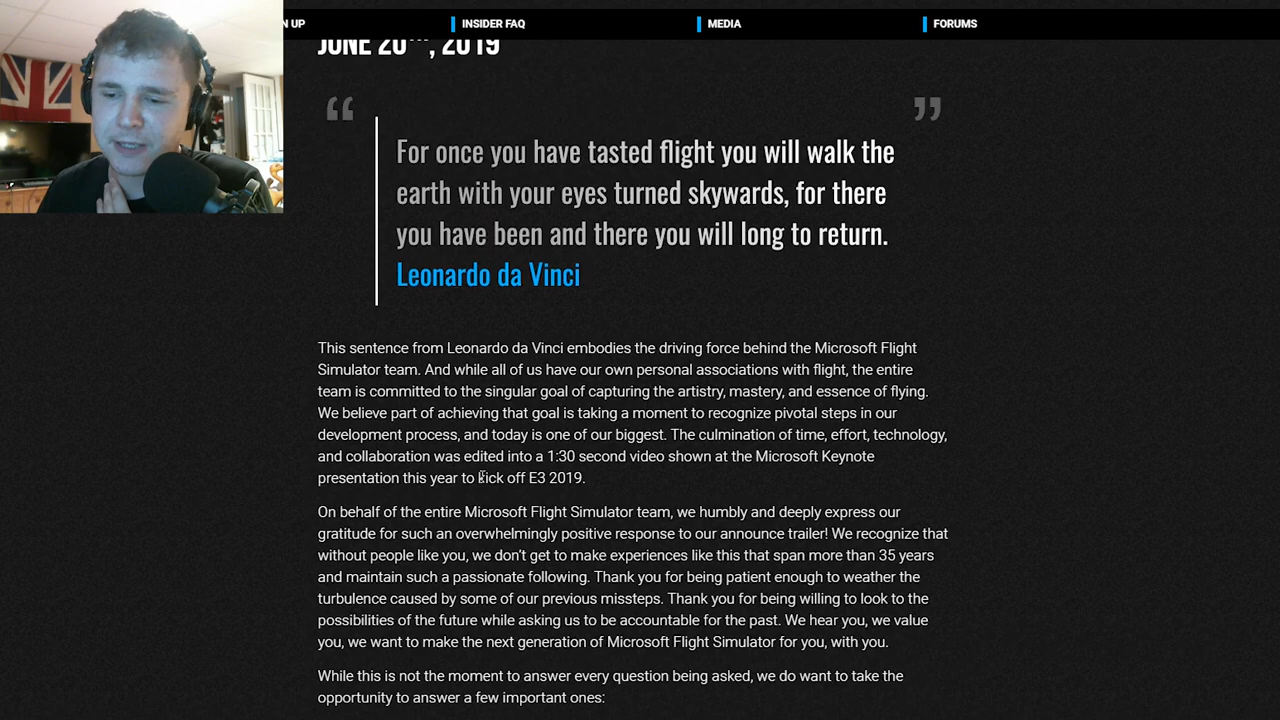 N UP
INSIDER FAQ
MEDIA
FORUMS
JUNE 20TH, 2019
“ ”
For once you have tasted flight you will walk the
earth with your eyes turned skywards, for there
you have been and there you will long to return.
Leonardo da Vinci
This sentence from Leonardo da Vinci embodies the driving force behind the Microsoft Flight
Simulator team. And while all of us have our own personal associations with flight, the entire
team is committed to the singular goal of capturing the artistry, mastery, and essence of flying.
We believe part of achieving that goal is taking a moment to recognize pivotal steps in our
development process, and today is one of our biggest. The culmination of time, effort, technology,
and collaboration was edited into a 1:30 second video shown at the Microsoft Keynote
presentation this year to kick off E3 2019.
On behalf of the entire Microsoft Flight Simulator team, we humbly and deeply express our
gratitude for such an overwhelmingly positive response to our announce trailer! We recognize that
without people like you, we don't get to make experiences like this that span more than 35 years
and maintain such a passionate following. Thank you for being patient enough to weather the
turbulence caused by some of our previous missteps. Thank you for being willing to look to the
possibilities of the future while asking us to be accountable for the past. We hear you, we value
you, we want to make the next generation of Microsoft Flight Simulator for you, with you.
While this is not the moment to answer every question being asked, we do want to take the
opportunity to answer a few important ones: